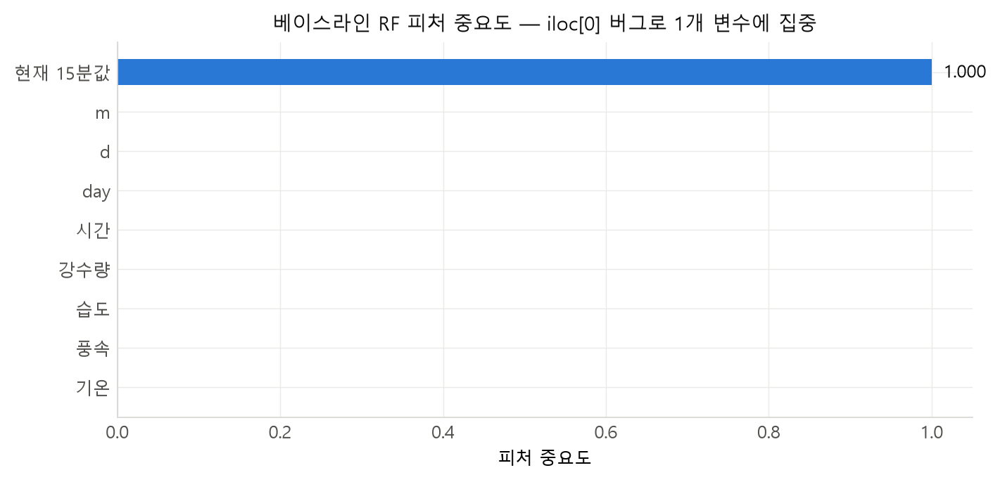 베이스라인 RF 피처 중요도 — iloc[0] 버그로 1개 변수에 집중
현재 15분값
1.000
m
d
day
시간
강수량
습도
풍속
기온
0.0 0.2 0.4 0.6 0.8 1.0
피처 중요도